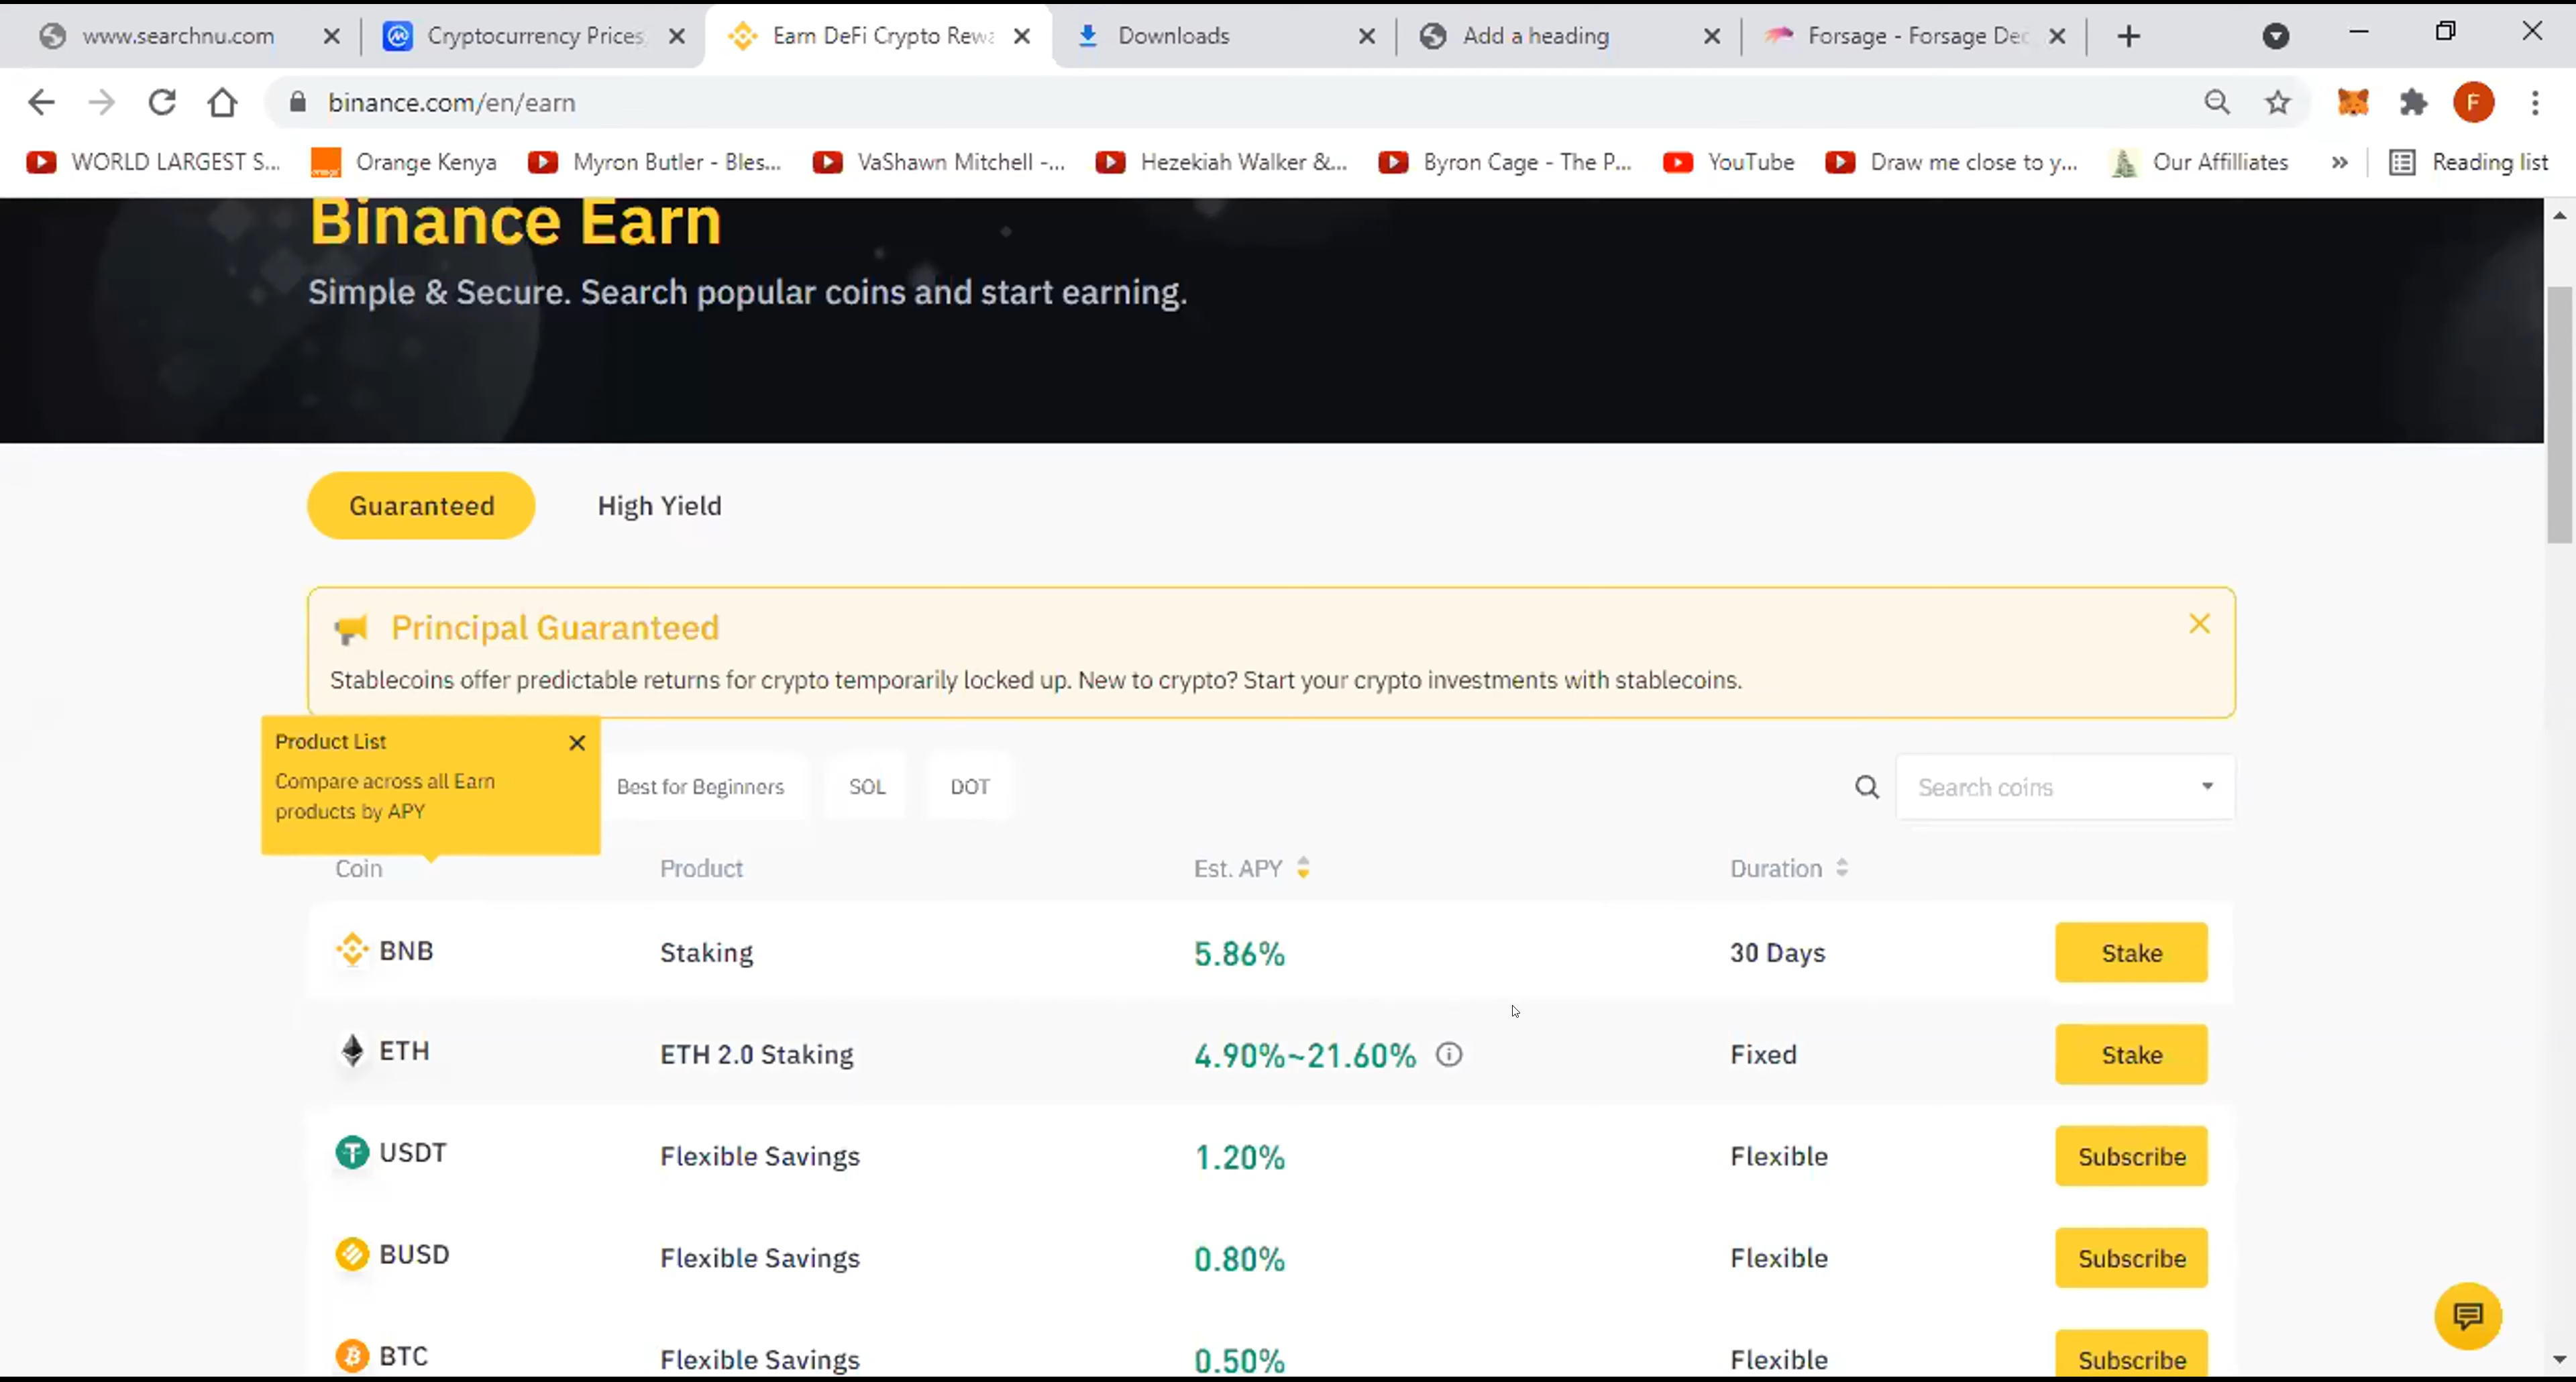 www.searchnu.com
Cryptocurrency Prices,
Earn DeFi Crypto Rewa
Downloads
Add a heading
Forsage - Forsage Dec
binance.com/en/earn
F
WORLD LARGEST S...
Orange Kenya
Myron Butler - Bles...
VaShawn Mitchell -...
Hezekiah Walker &...
Byron Cage - The P...
YouTube
Draw me close to y...
Our Affilliates
»
Reading list
Binance Earn
Simple & Secure. Search popular coins and start earning.
Guaranteed
High Yield
Principal Guaranteed
Stablecoins offer predictable returns for crypto temporarily locked up. New to crypto? Start your crypto investments with stablecoins.
Product List
Compare across all Earn
products by APY
Best for Beginners
SOL
DOT
Search coins
Coin Product Est. APY Duration
BNB Staking 5.86% 30 Days Stake
ETH ETH 2.0 Staking 4.90%~21.60% Fixed Stake
USDT Flexible Savings 1.20% Flexible Subscribe
BUSD Flexible Savings 0.80% Flexible Subscribe
BTC Flexible Savings 0.50% Flexible Subscribe